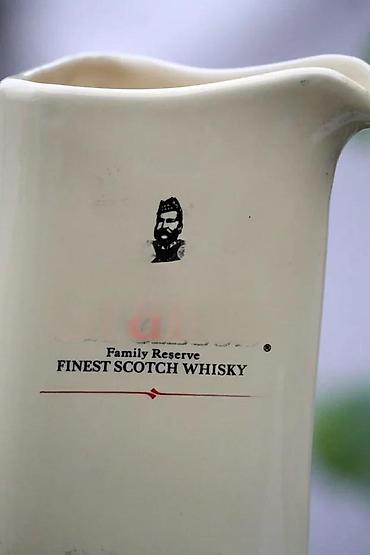 ®
Family Reserve
FINEST SCOTCH WHISKY